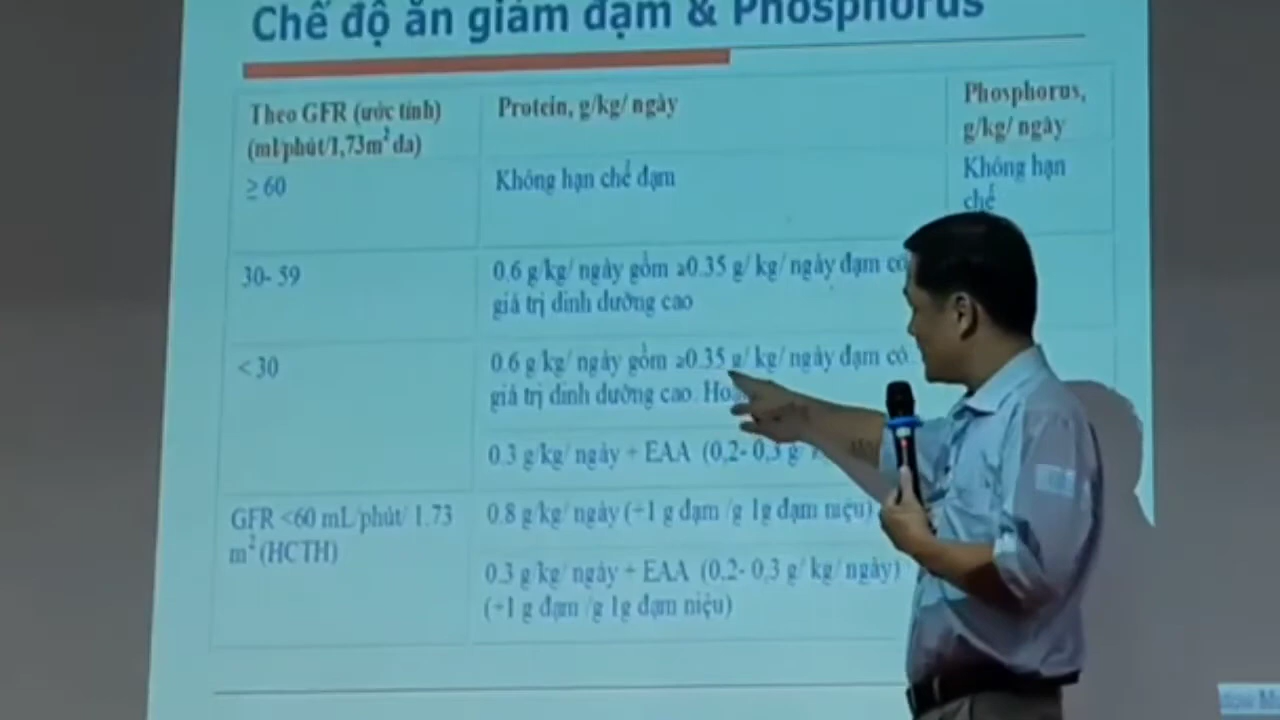 Chế độ ăn giảm đạm & Phosphorus
Theo GFR (ước tính)
(ml/phút/1,73m² da)
Protein, g/kg/ ngày
Phosphorus,
g/kg/ ngày
≥ 60
Không hạn chế đạm
Không hạn
chế
30- 59
0.6 g/kg/ ngày gồm ≥0.35 g/ kg/ ngày đạm có
giá trị dinh dưỡng cao
< 30
0.6 g/kg/ ngày gồm ≥0.35 g/ kg/ ngày đạm có
giá trị dinh dưỡng cao.
0.3 g/kg/ ngày + EAA (0,2- 0,3 g/
GFR <60 mL/phút/ 1.73
m² (HCTH)
0.8 g/kg/ ngày (+1 g đạm /g 1g đạm niệu)
0.3 g/kg/ ngày + EAA (0.2- 0,3 g/ kg/ngày)
(+1 g đạm /g 1g đạm niệu)